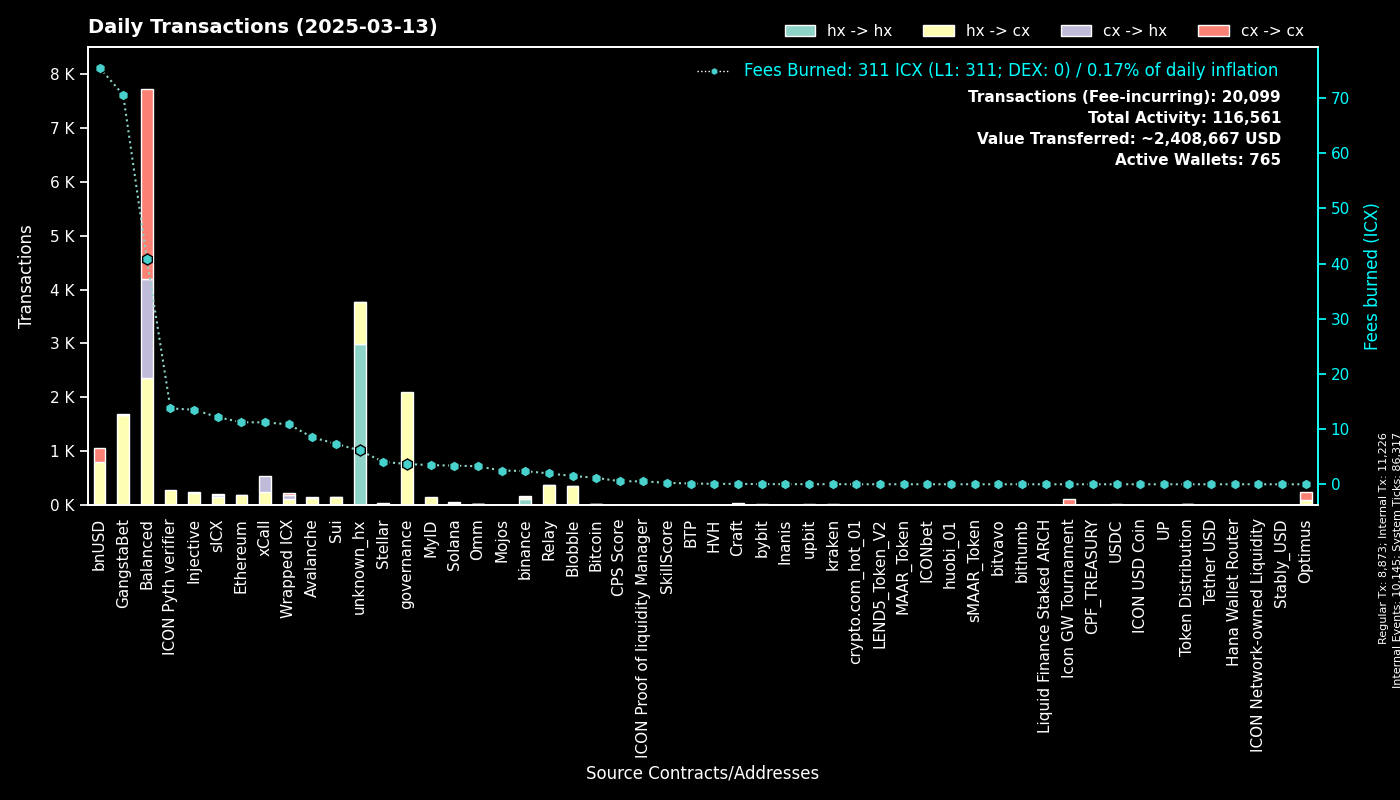 Daily Transactions (2025-03-13)
hx -> hx
hx -> cx
cx -> hx
cx -> cx
Fees Burned: 311 ICX (L1: 311; DEX: 0) / 0.17% of daily inflation
Transactions (Fee-incurring): 20,099
Total Activity: 116,561
Value Transferred: ~2,408,667 USD
Active Wallets: 765
Transactions
8 K
7 K
6 K
5 K
4 K
3 K
2 K
1 K
0 K
70
60
50
40
30
20
10
0
Fees burned (ICX)
bnUSD
GangstaBet
Balanced
ICON Pyth verifier
Injective
sICX
Ethereum
xCall
Wrapped ICX
Avalanche
Sui
unknown_hx
Stellar
governance
MyID
Solana
Omm
Mojos
binance
Relay
Blobble
Bitcoin
CPS Score
ICON Proof of liquidity Manager
SkillScore
BTP
HVH
Craft
bybit
Inanis
upbit
kraken
crypto.com_hot_01
LEND5_Token_V2
MAAR_Token
ICONbet
huobi_01
sMAAR_Token
bitvavo
bithumb
Liquid Finance Staked ARCH
Icon GW Tournament
CPF_TREASURY
USDC
ICON USD Coin
UP
Token Distribution
Tether USD
Hana Wallet Router
ICON Network-owned Liquidity
Stably_USD
Optimus
Source Contracts/Addresses
Regular Tx: 8,873; Internal Tx: 11,226
Internal Events: 10,145; System Ticks: 86,317